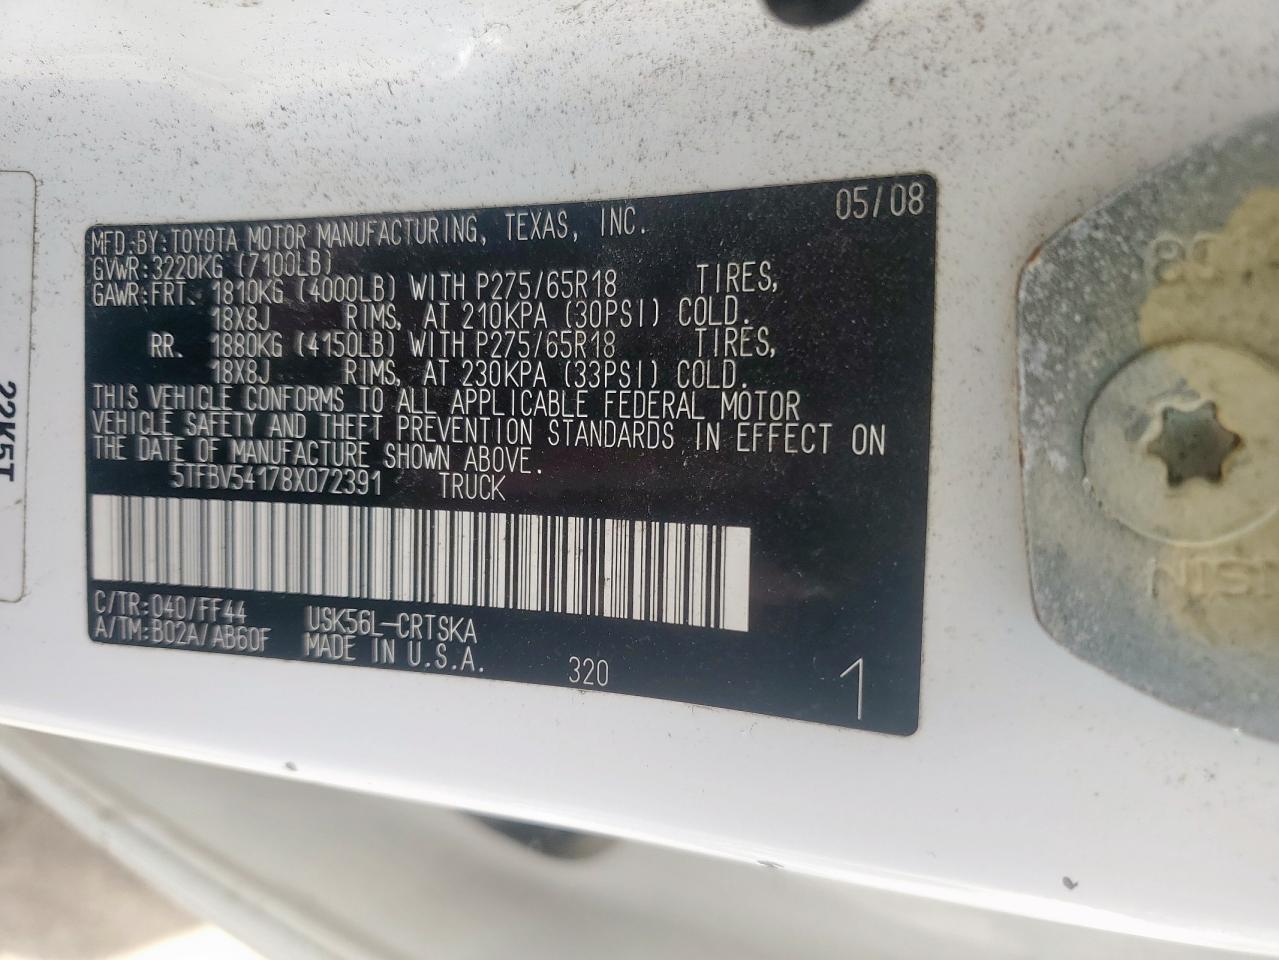 MFD.BY:TOYOTA MOTOR MANUFACTURING, TEXAS, INC. 05/08
GVWR:3220KG (7100LB)
GAWR:FRT. 1810KG (4000LB) WITH P275/65R18 TIRES,
18X8J RIMS, AT 210KPA (30PSI) COLD.
RR. 1880KG (4150LB) WITH P275/65R18 TIRES,
18X8J RIMS, AT 230KPA (33PSI) COLD.
THIS VEHICLE CONFORMS TO ALL APPLICABLE FEDERAL MOTOR
VEHICLE SAFETY AND THEFT PREVENTION STANDARDS IN EFFECT ON
THE DATE OF MANUFACTURE SHOWN ABOVE.
5TFBV54178X072391 TRUCK
C/TR:040/FF44 USK56L-CRTSKA
A/TM:B02A/AB60F MADE IN U.S.A.
320
1
22K5T